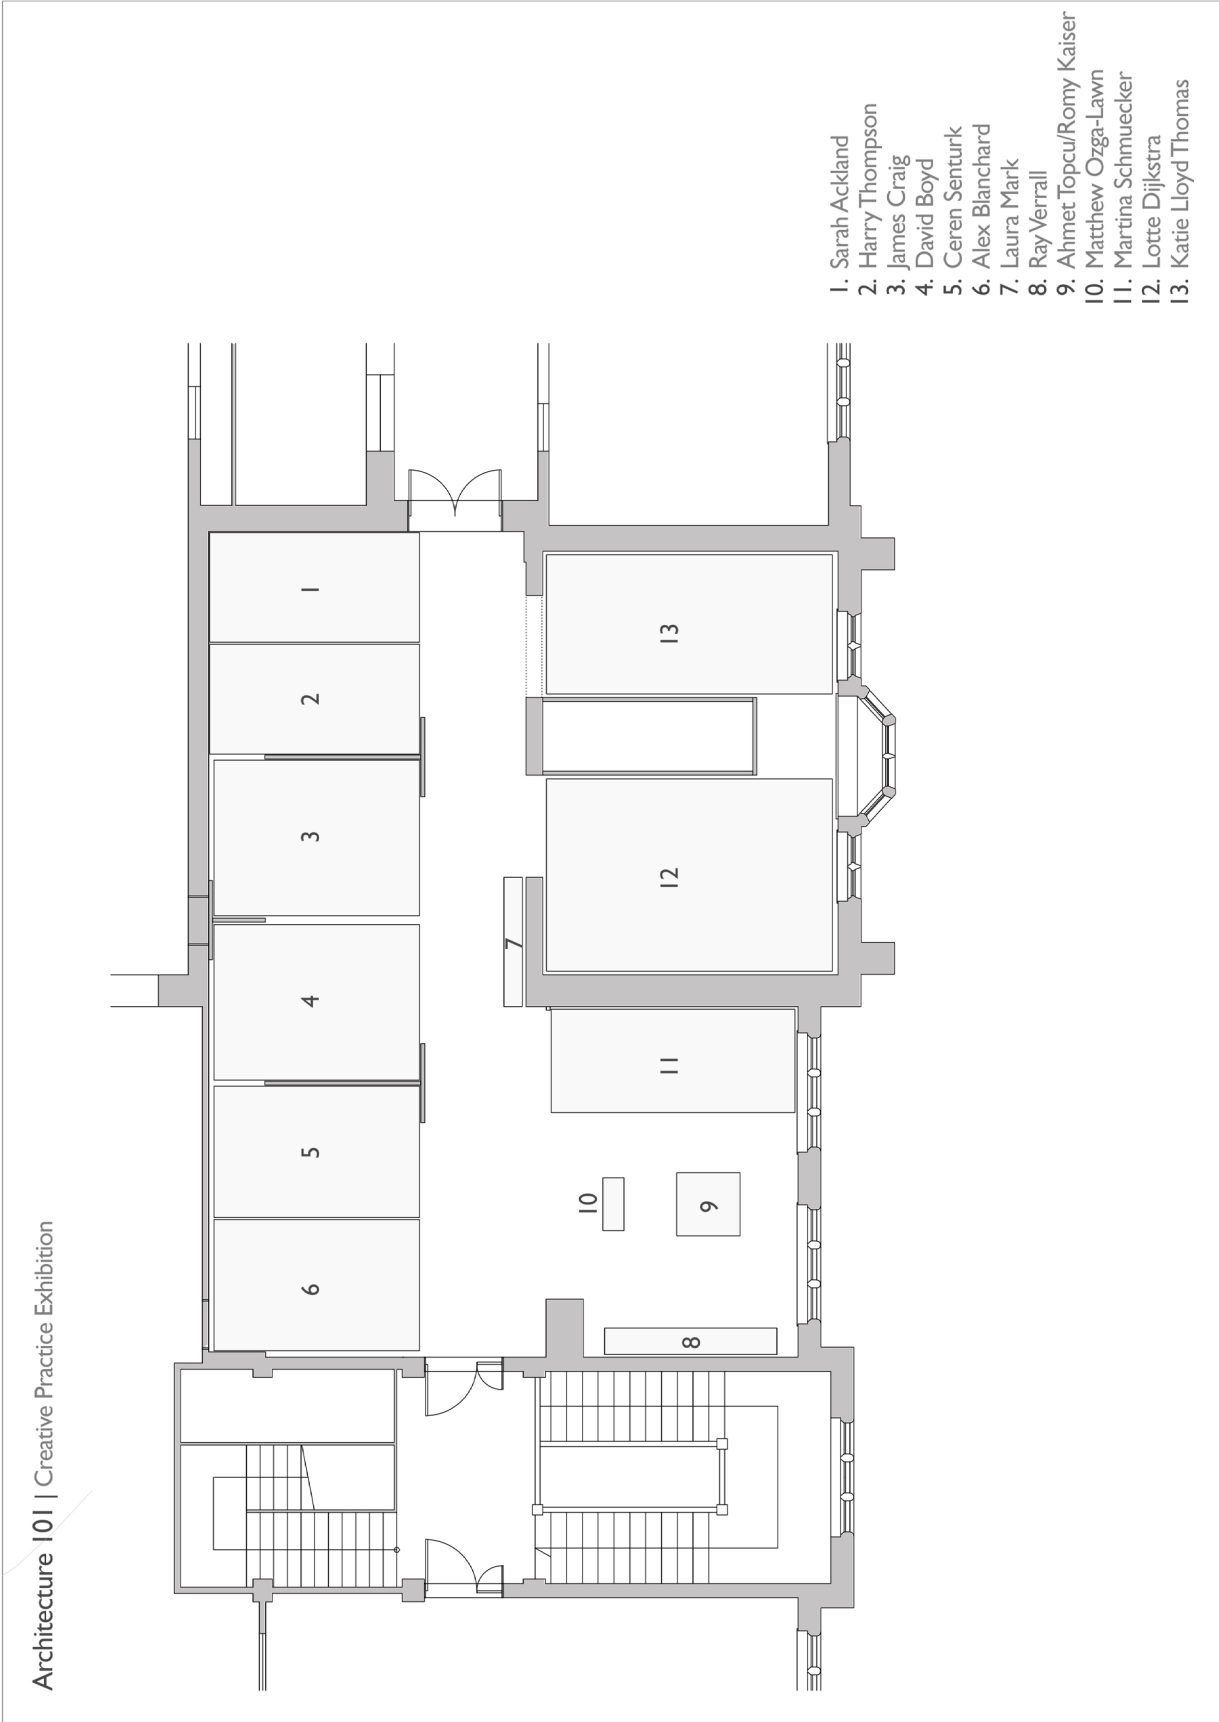 Architecture 101 | Creative Practice Exhibition
6
5
4
3
2
1
7
10
9
8
11
12
13
1. Sarah Ackland
2. Harry Thompson
3. James Craig
4. David Boyd
5. Ceren Senturk
6. Alex Blanchard
7. Laura Mark
8. Ray Verrall
9. Ahmet Topcu/Romy Kaiser
10. Matthew Ozga-Lawn
11. Martina Schmuecker
12. Lotte Dijkstra
13. Katie Lloyd Thomas